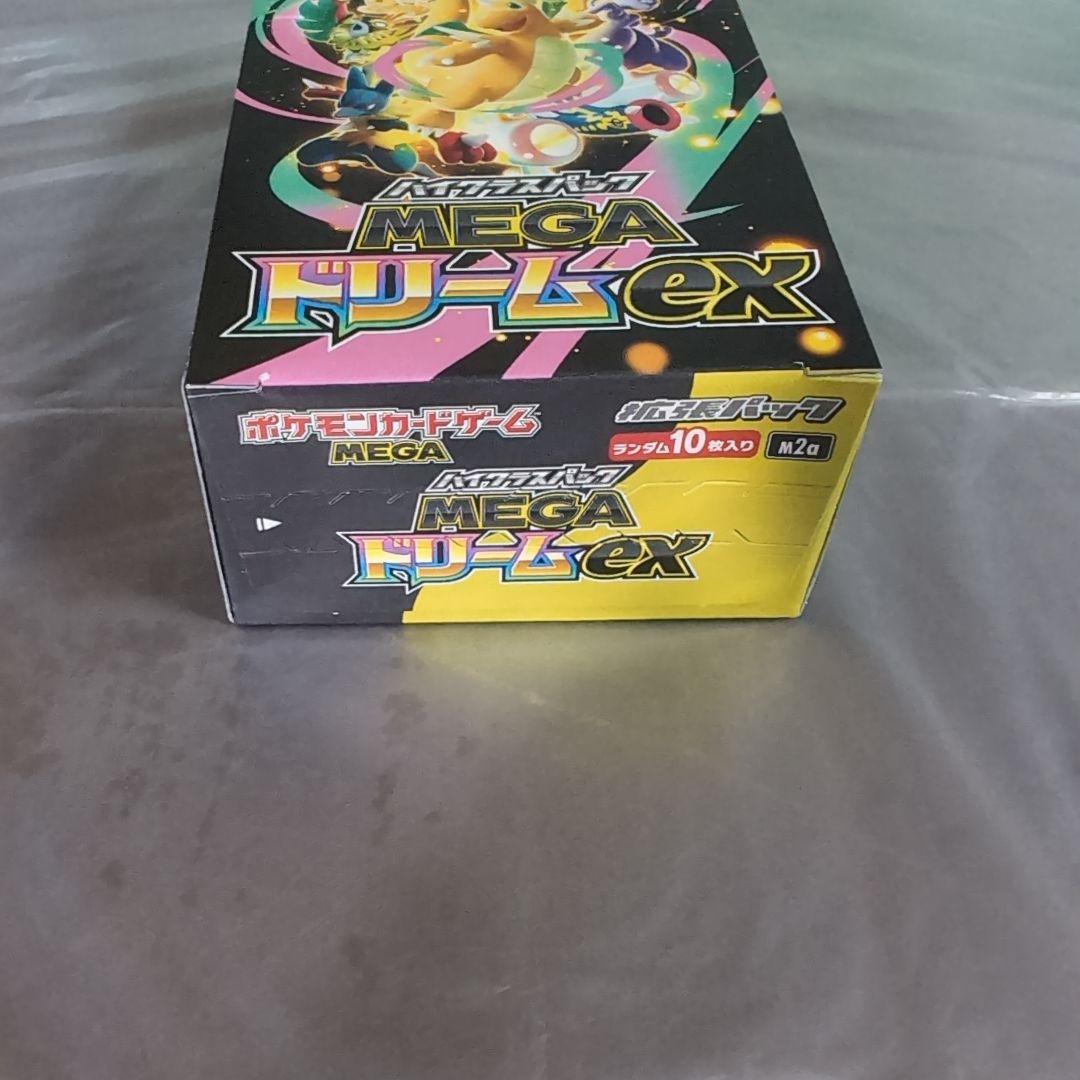 ハイクラスパック
MEGA
ドリームex
ポケモンカードゲーム
MEGA
拡張パック
ランダム10枚入り
M2a
ハイクラスパック
MEGA
ドリームex